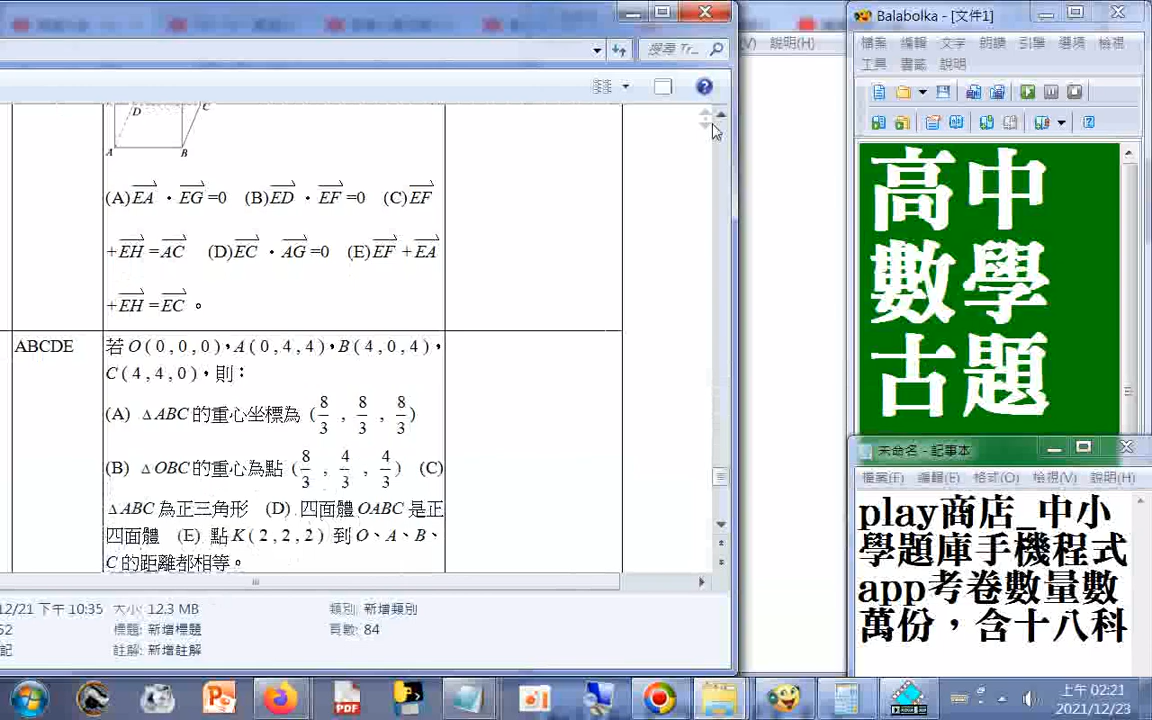 搜尋 Tr...
說明(H)
D
C
A
B
(A)EA · EG =0 (B)ED · EF =0 (C)EF
+EH =AC (D)EC · AG =0 (E)EF +EA
+EH =EC 。
ABCDE
若 O ( 0 , 0 , 0 ),A ( 0 , 4 , 4 ),B ( 4 , 0 , 4 ),
C ( 4 , 4 , 0 ),則:
(A) △ABC 的重心坐標為 (8/3 , 8/3 , 8/3)
(B) △OBC 的重心為點 (8/3 , 4/3 , 4/3) (C)
△ABC 為正三角形 (D) 四面體 OABC 是正
四面體 (E) 點 K ( 2 , 2 , 2 ) 到 O、A、B、
C 的距離都相等。
12/21 下午 10:35 大小: 12.3 MB 類別: 新增類別
52 標題: 新增標題 頁數: 84
記 註解: 新增註解
Balabolka - [文件1]
檔案 編輯 文字 朗讀 引擎 選項 檢視
工具 書籤 說明
高中
數學
古題
未命名 - 記事本
檔案(F) 編輯(E) 格式(O) 檢視(V) 說明(H)
play商店_中小
學題庫手機程式
app考卷數量數
萬份，含十八科
上午 02:21
2021/12/23